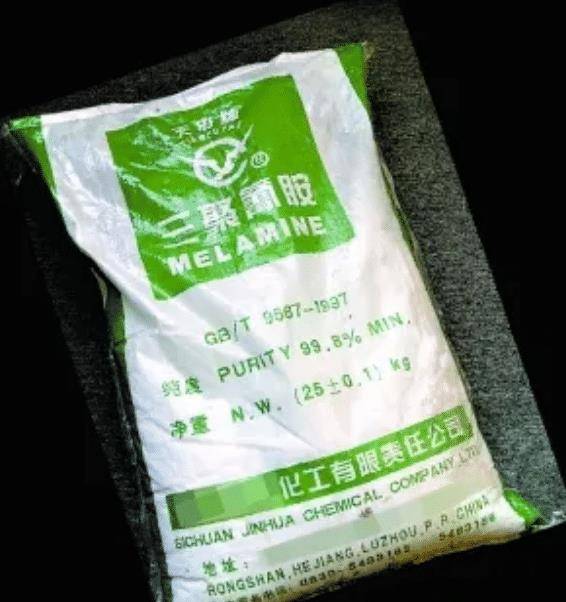 三聚氰胺
MELAMINE
GB/T 9567-1997
纯度 PURITY 99.8% MIN.
净重 N.W. (25±0.1) kg
化工有限责任公司
SICHUAN JINHUA CHEMICAL COMPANY LTD
地址:
RONGSHAN, HEJIANG, LUZHOU, P.R. CHINA